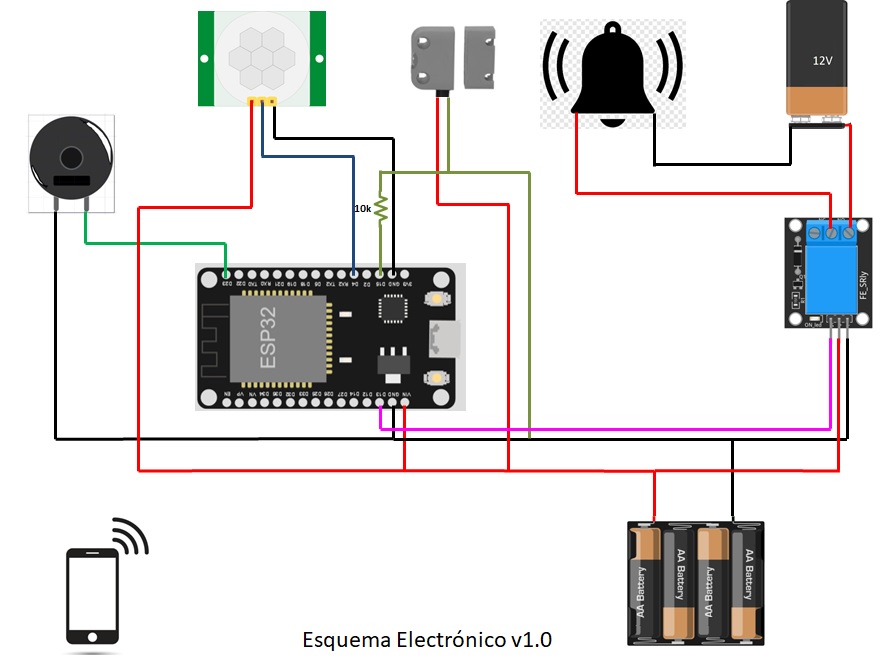 12V
10k
FE_SRly
ON_led
D23 D22 TX0 RX0 D21 D19 D18 D5 TX2 RX2 D4 D2 D15 GND 3V3
ESP32
EN VP VN D34 D35 D32 D33 D25 D26 D27 D14 D12 D13 GND VIN
AA Battery
AA Battery
AA Battery
AA Battery
Esquema Electrónico v1.0